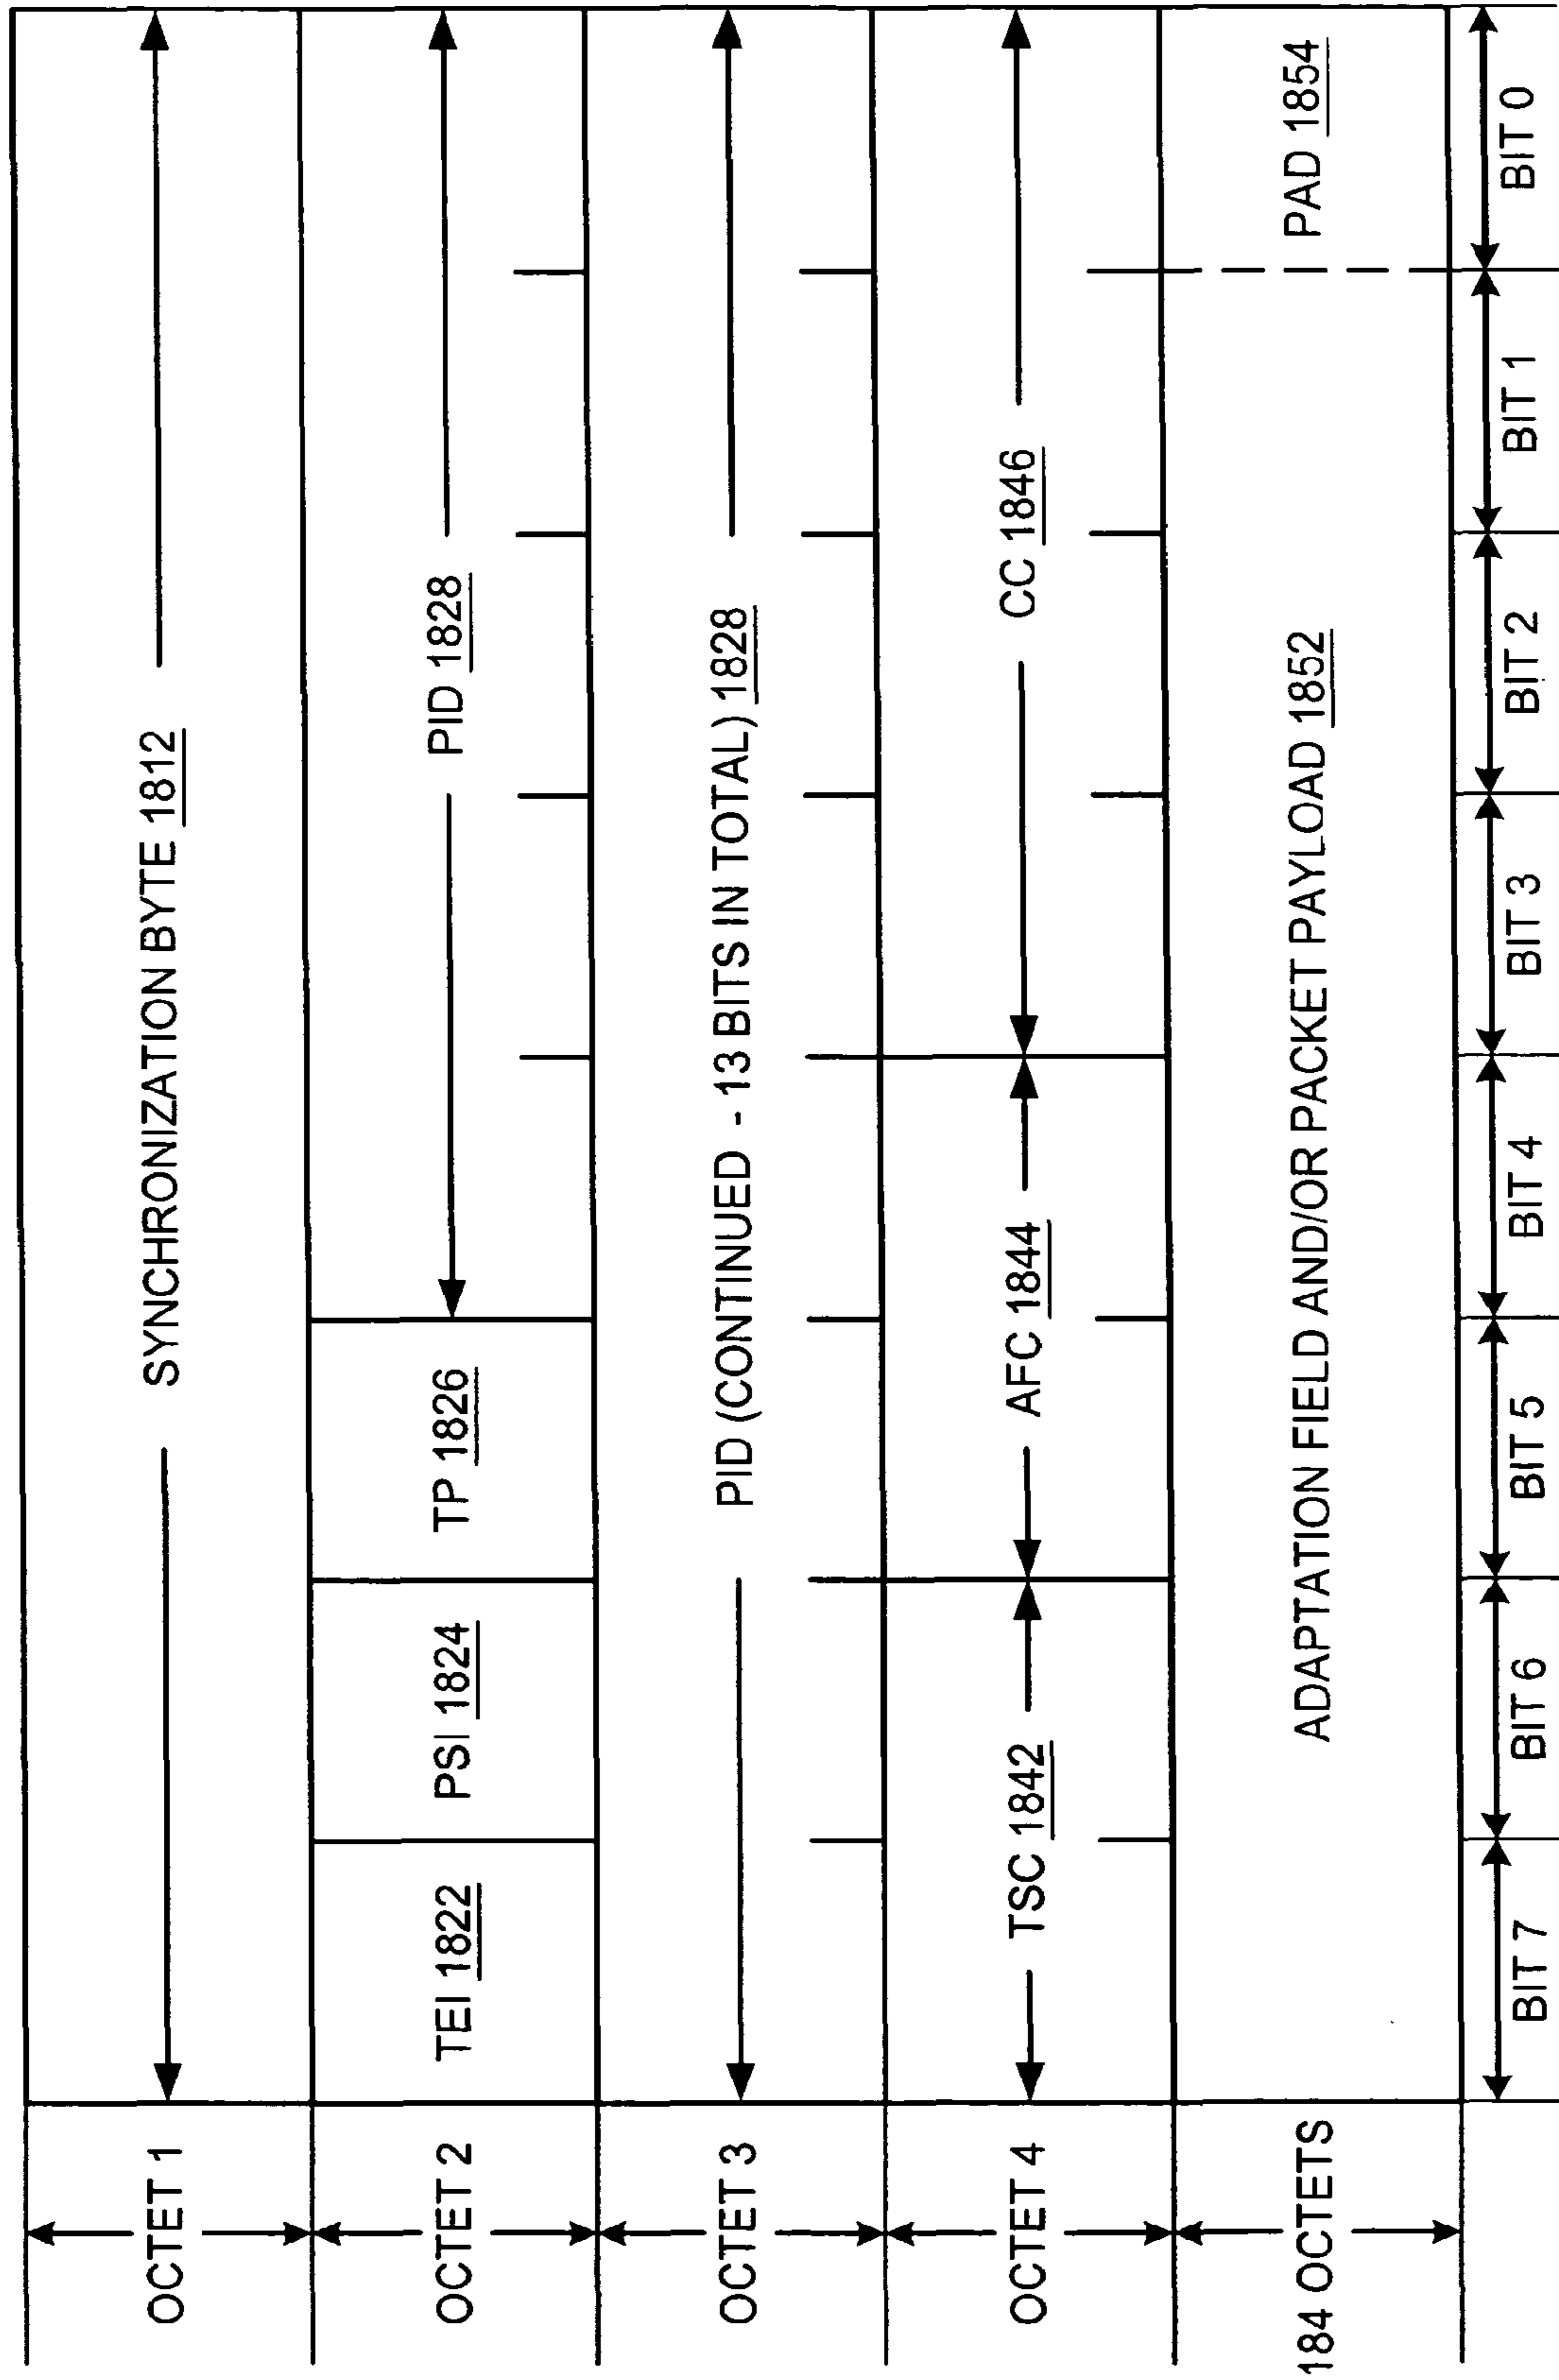 OCTET 1
SYNCHRONIZATION BYTE 1812
OCTET 2
TEI 1822
PSI 1824
TP 1826
PID 1828
OCTET 3
PID (CONTINUED - 13 BITS IN TOTAL) 1828
OCTET 4
TSC 1842
AFC 1844
CC 1846
184 OCTETS
ADAPTATION FIELD AND/OR PACKET PAYLOAD 1852
PAD 1854
BIT 7
BIT 6
BIT 5
BIT 4
BIT 3
BIT 2
BIT 1
BIT 0